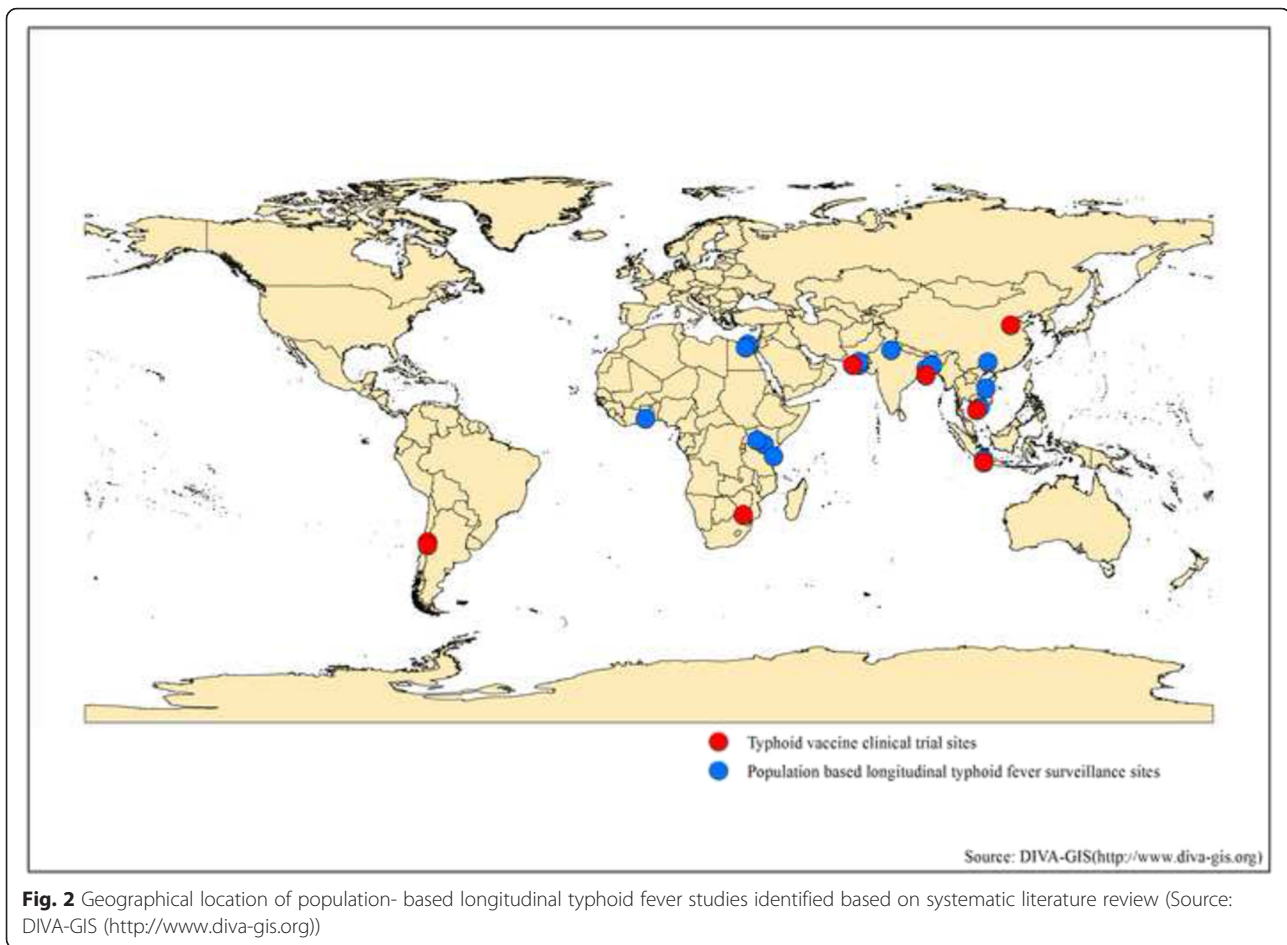 Typhoid vaccine clinical trial sites
Population based longitudinal typhoid fever surveillance sites
Source: DIVA-GIS(http://www.diva-gis.org)
Fig. 2 Geographical location of population- based longitudinal typhoid fever studies identified based on systematic literature review (Source:
DIVA-GIS (http://www.diva-gis.org))